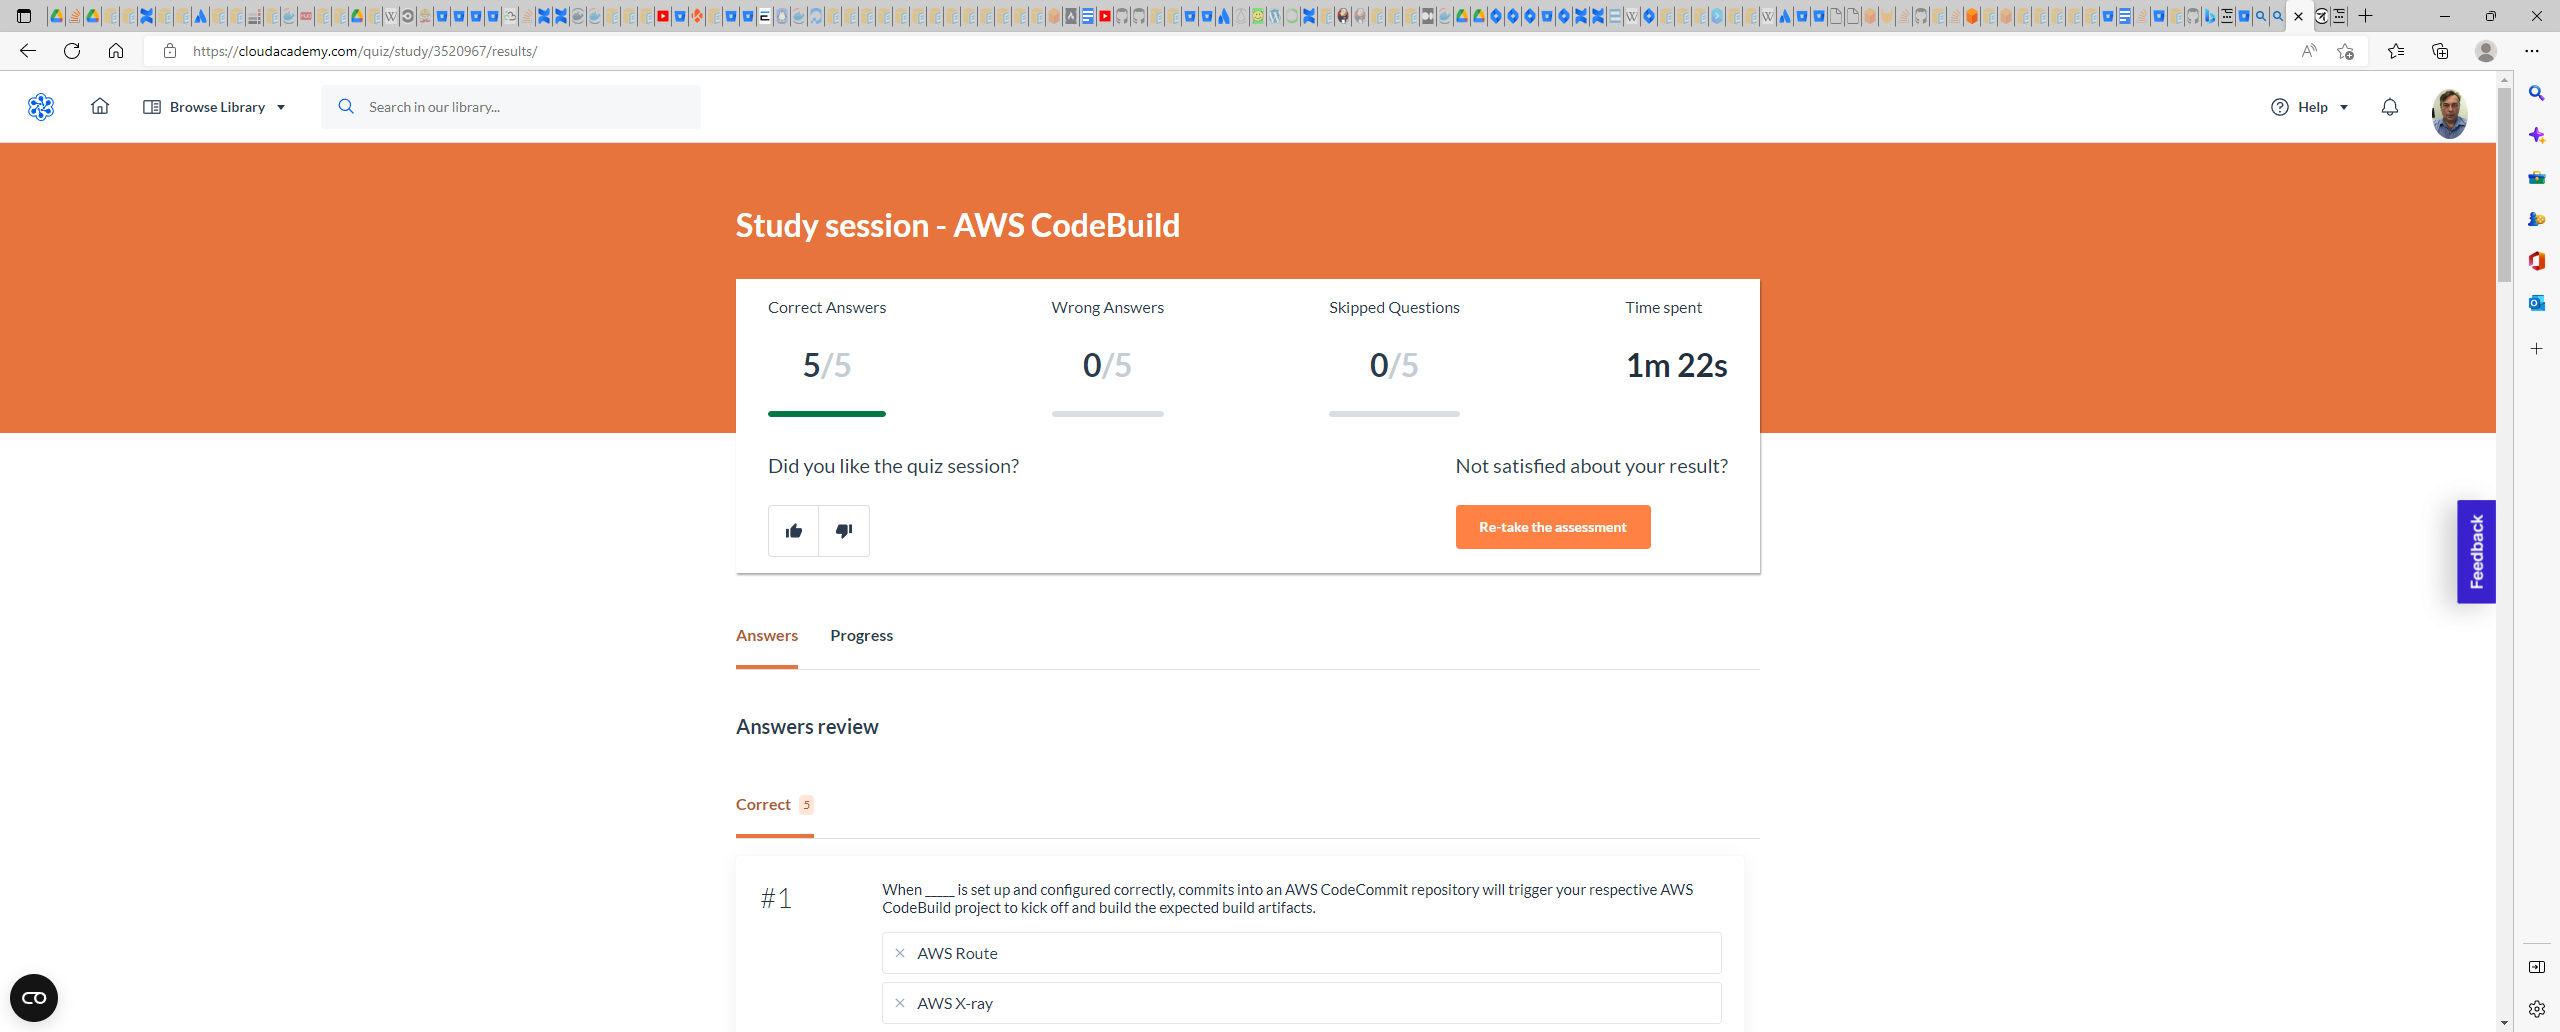 https://cloudacademy.com/quiz/study/3520967/results/
Browse Library
Search in our library...
Help
Study session - AWS CodeBuild
Correct Answers
Wrong Answers
Skipped Questions
Time spent
5/5
0/5
0/5
1m 22s
Did you like the quiz session?
Not satisfied about your result?
Re-take the assessment
Feedback
Answers
Progress
Answers review
Correct 5
#1
When _____ is set up and configured correctly, commits into an AWS CodeCommit repository will trigger your respective AWS
CodeBuild project to kick off and build the expected build artifacts.
AWS Route
AWS X-ray